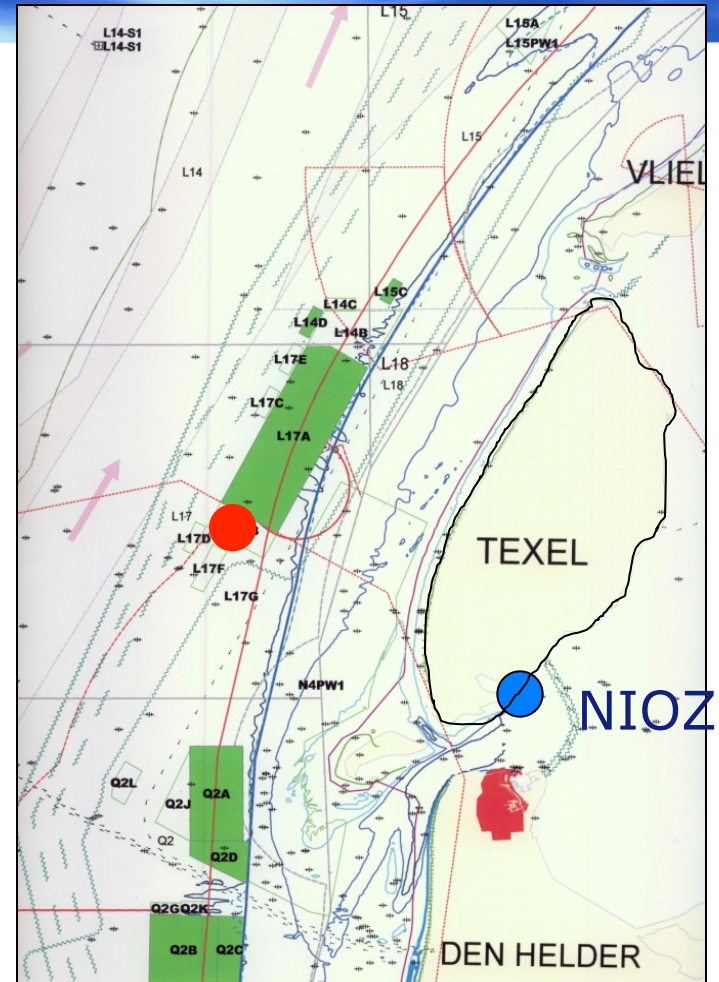 L15
L14-S1
L14-S1
L15A
L15PW1
L15
L14
VLIEL
L15C
L14C
L14D
L14B
L17E
L18
L18
L17C
L17A
L17
L17D
L17F
L17G
TEXEL
N4PW1
NIOZ
Q2L
Q2A
Q2J
Q2
Q2D
Q2G
Q2K
Q2B
Q2C
DEN HELDER